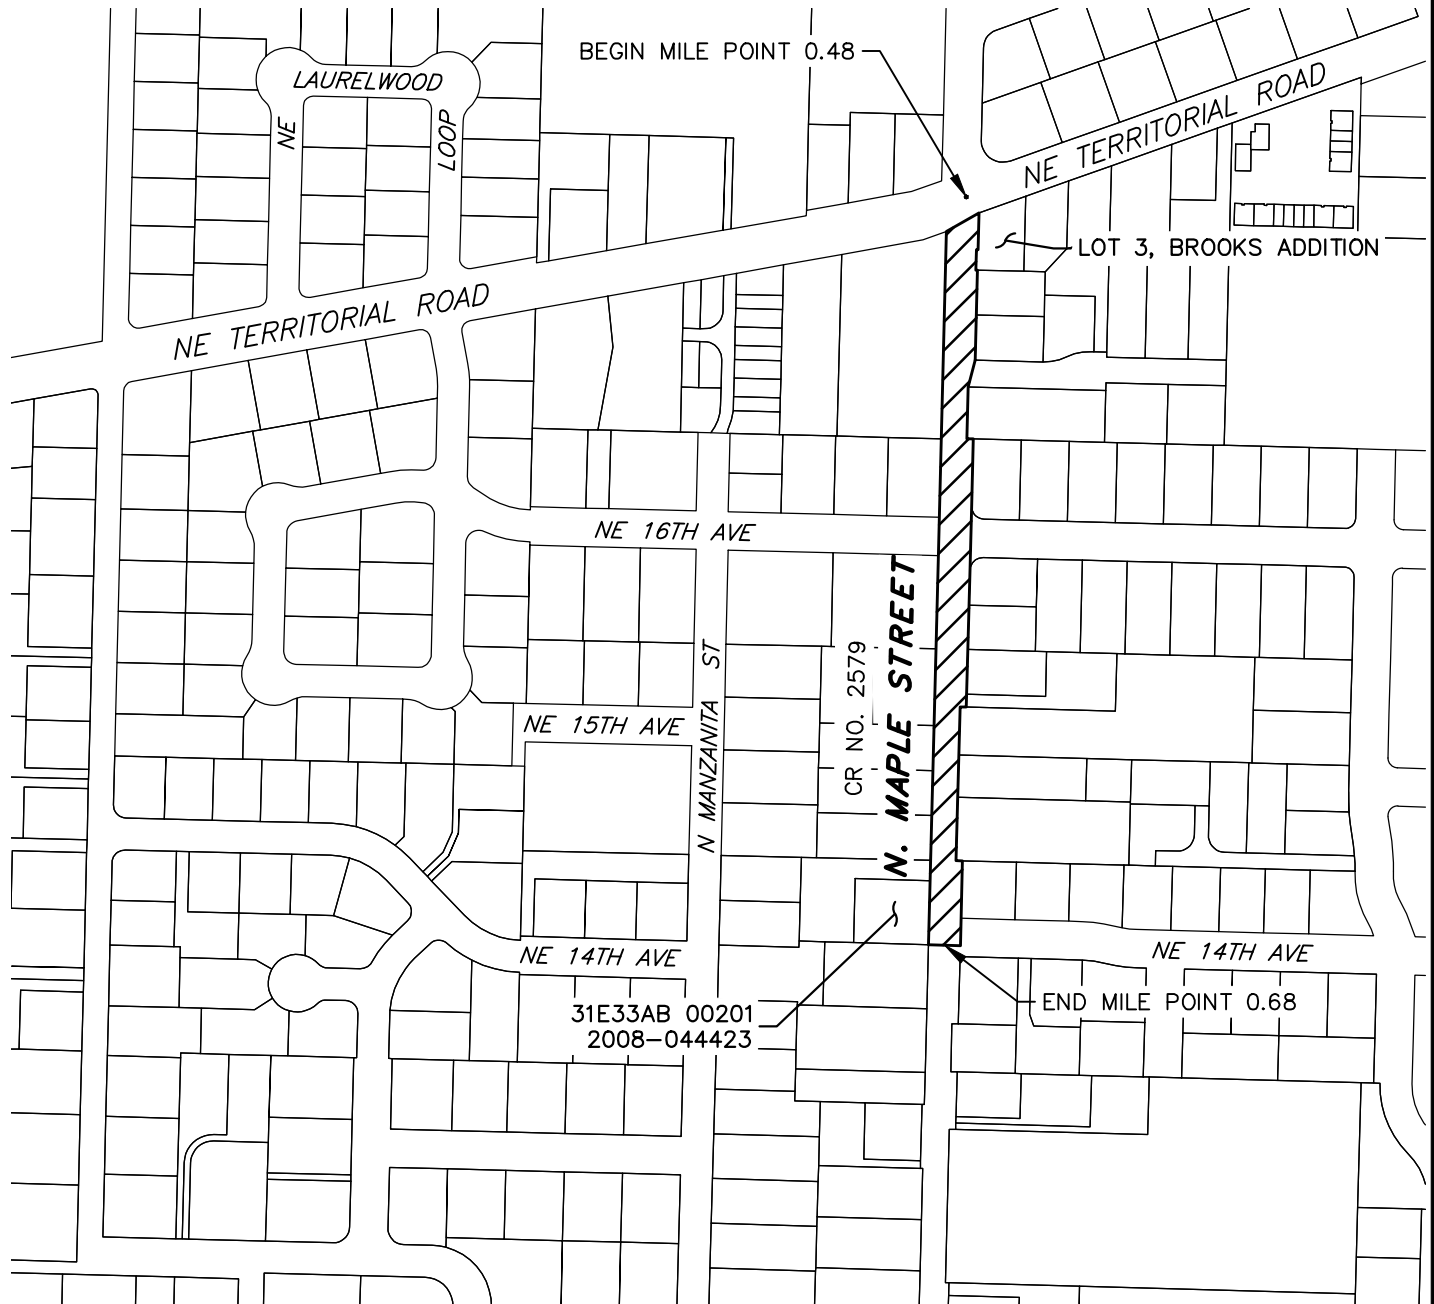 BEGIN MILE POINT 0.48
LAURELWOOD
NE
LOOP
NE TERRITORIAL ROAD
LOT 3, BROOKS ADDITION
NE TERRITORIAL ROAD
NE 16TH AVE
N. MAPLE STREET
CR NO. 2579
N MANZANITA ST
NE 15TH AVE
NE 14TH AVE
NE 14TH AVE
31E33AB 00201
2008-044423
END MILE POINT 0.68